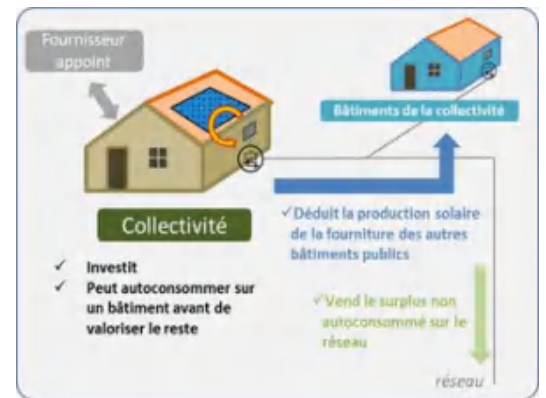 Fournisseur
appoint
Bâtiments de la collectivité
Collectivité
✓ Investit
✓ Peut autoconsommer sur
un bâtiment avant de
valoriser le reste
✓Déduit la production solaire
de la fourniture des autres
bâtiments publics
✓Vend le surplus non
autoconsommé sur le
réseau
réseau